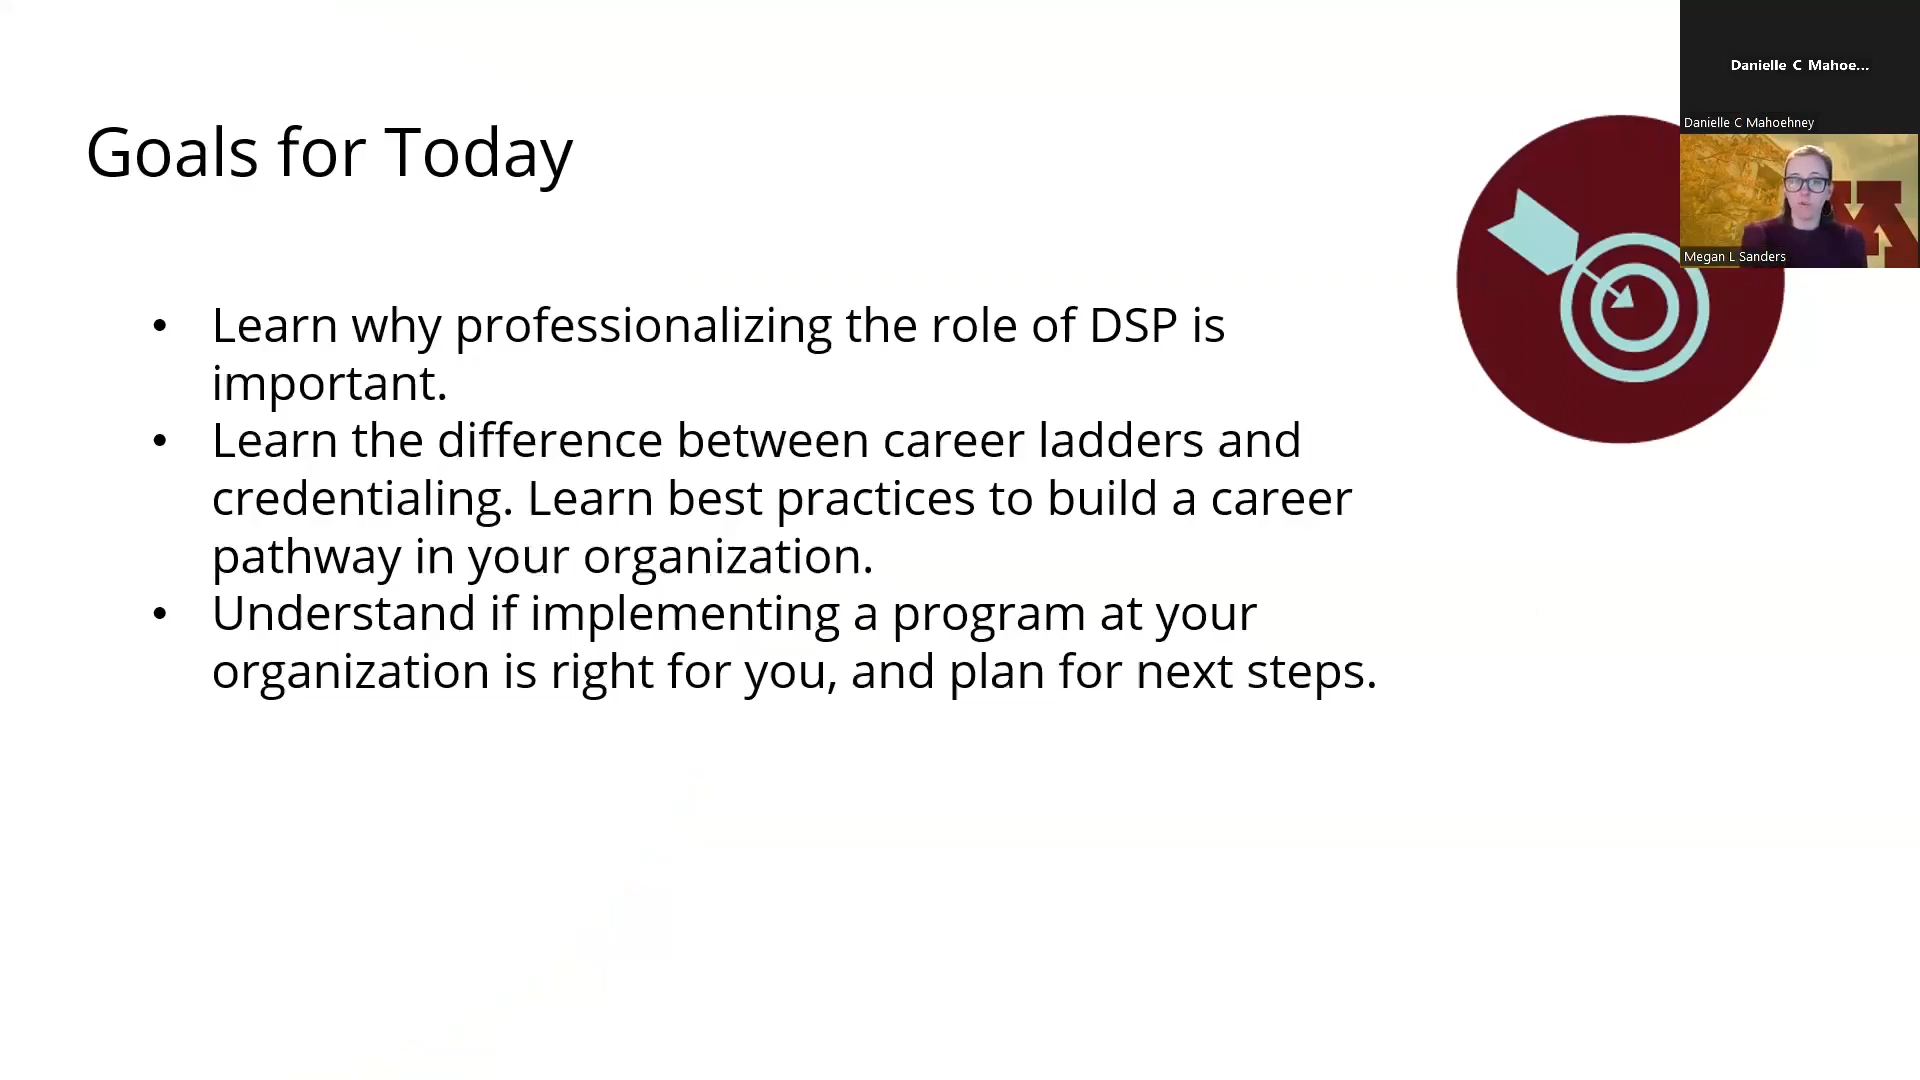 Goals for Today
• Learn why professionalizing the role of DSP is
important.
• Learn the difference between career ladders and
credentialing. Learn best practices to build a career
pathway in your organization.
• Understand if implementing a program at your
organization is right for you, and plan for next steps.
Danielle C Mahoe...
Danielle C Mahoehney
Megan L Sanders